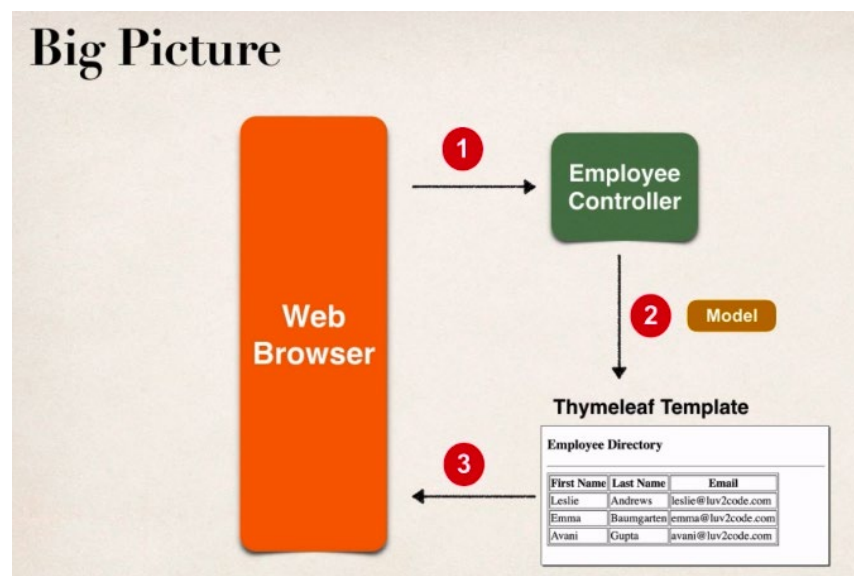 Big Picture
1
Employee
Controller
Web
Browser
2
Model
Thymeleaf Template
Employee Directory
First Name Last Name Email
Leslie Andrews leslie@luv2code.com
Emma Baumgarten emma@luv2code.com
Avani Gupta avani@luv2code.com
3